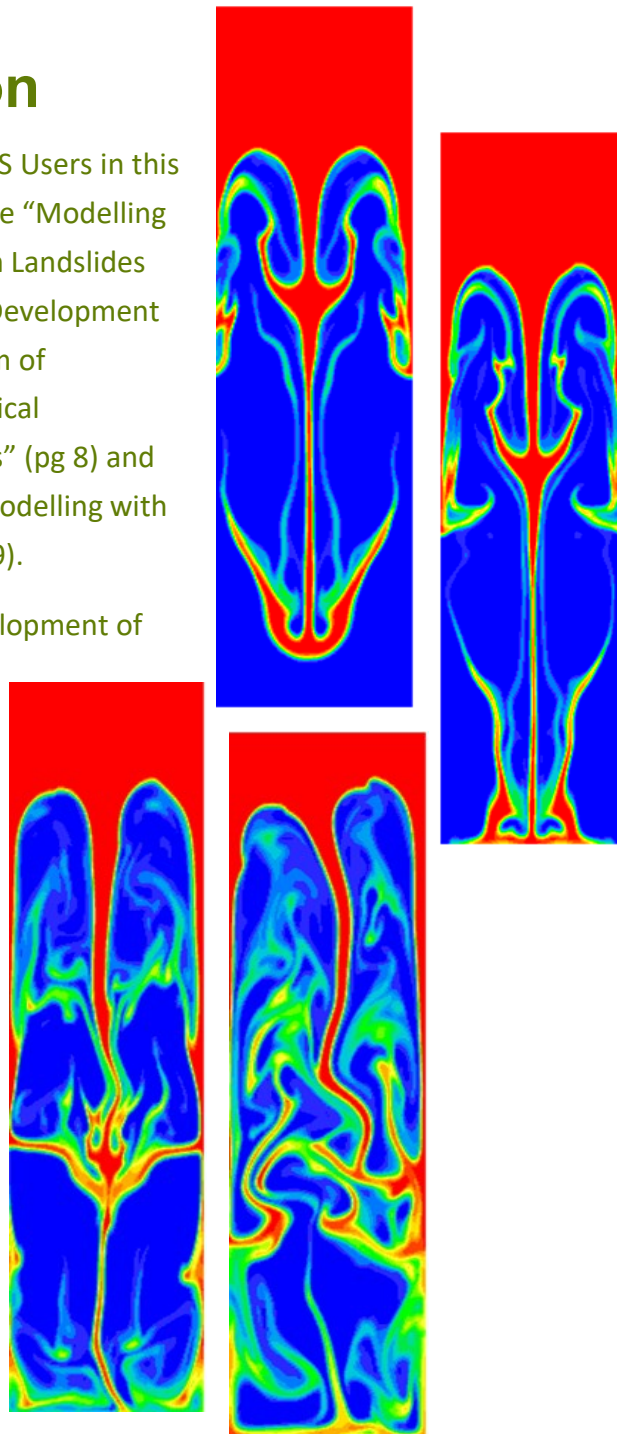 on
S Users in this
e “Modelling
n Landslides
Development
n of
ical
s” (pg 8) and
odelling with
9).
lopment of